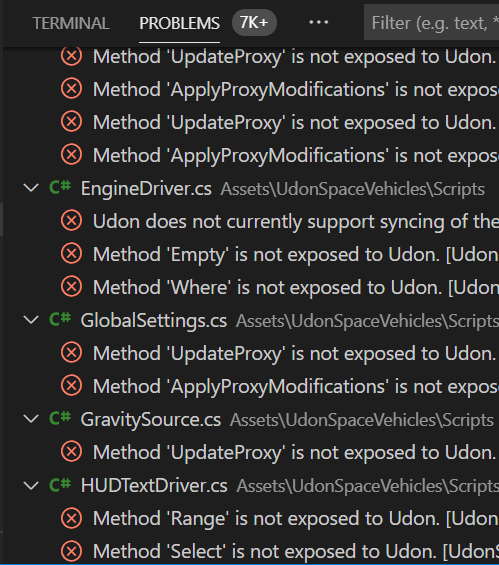 TERMINAL PROBLEMS 7K+ ... Filter (e.g. text, *
Method 'UpdateProxy' is not exposed to Udon.
Method 'ApplyProxyModifications' is not expos
Method 'UpdateProxy' is not exposed to Udon.
Method 'ApplyProxyModifications' is not expos
C# EngineDriver.cs Assets\UdonSpaceVehicles\Scripts
Udon does not currently support syncing of the
Method 'Empty' is not exposed to Udon. [Udon
Method 'Where' is not exposed to Udon. [Udon
C# GlobalSettings.cs Assets\UdonSpaceVehicles\Scripts
Method 'UpdateProxy' is not exposed to Udon.
Method 'ApplyProxyModifications' is not expos
C# GravitySource.cs Assets\UdonSpaceVehicles\Scripts
Method 'UpdateProxy' is not exposed to Udon.
C# HUDTextDriver.cs Assets\UdonSpaceVehicles\Scripts
Method 'Range' is not exposed to Udon. [Udon
Method 'Select' is not exposed to Udon. [UdonS